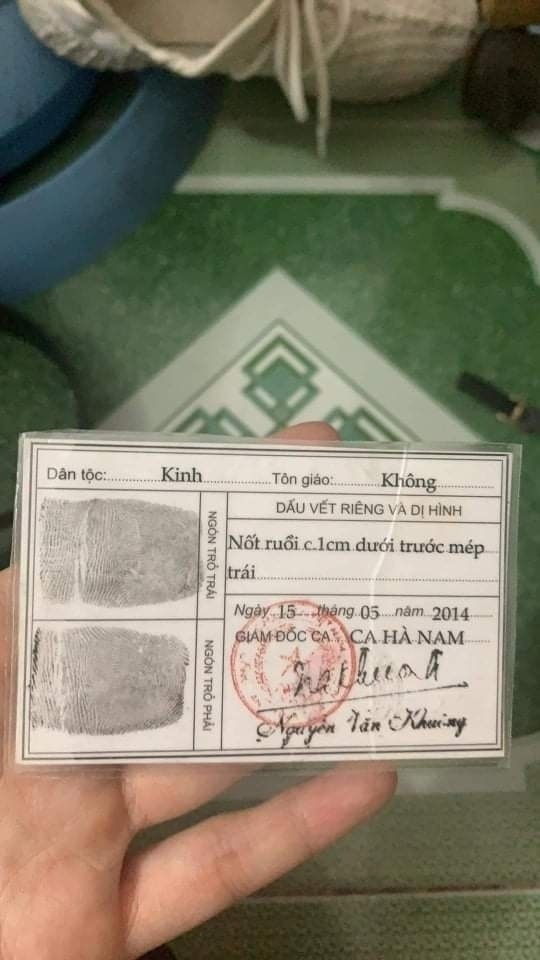 Dân tộc: Kinh Tôn giáo: Không
NGÓN TRỎ TRÁI
DẤU VẾT RIÊNG VÀ DỊ HÌNH
Nốt ruồi c.1cm dưới trước mép
trái
NGÓN TRỎ PHẢI
Ngày 15 tháng 05 năm 2014
GIÁM ĐỐC CA CA HÀ NAM
Nguyễn Văn Khương